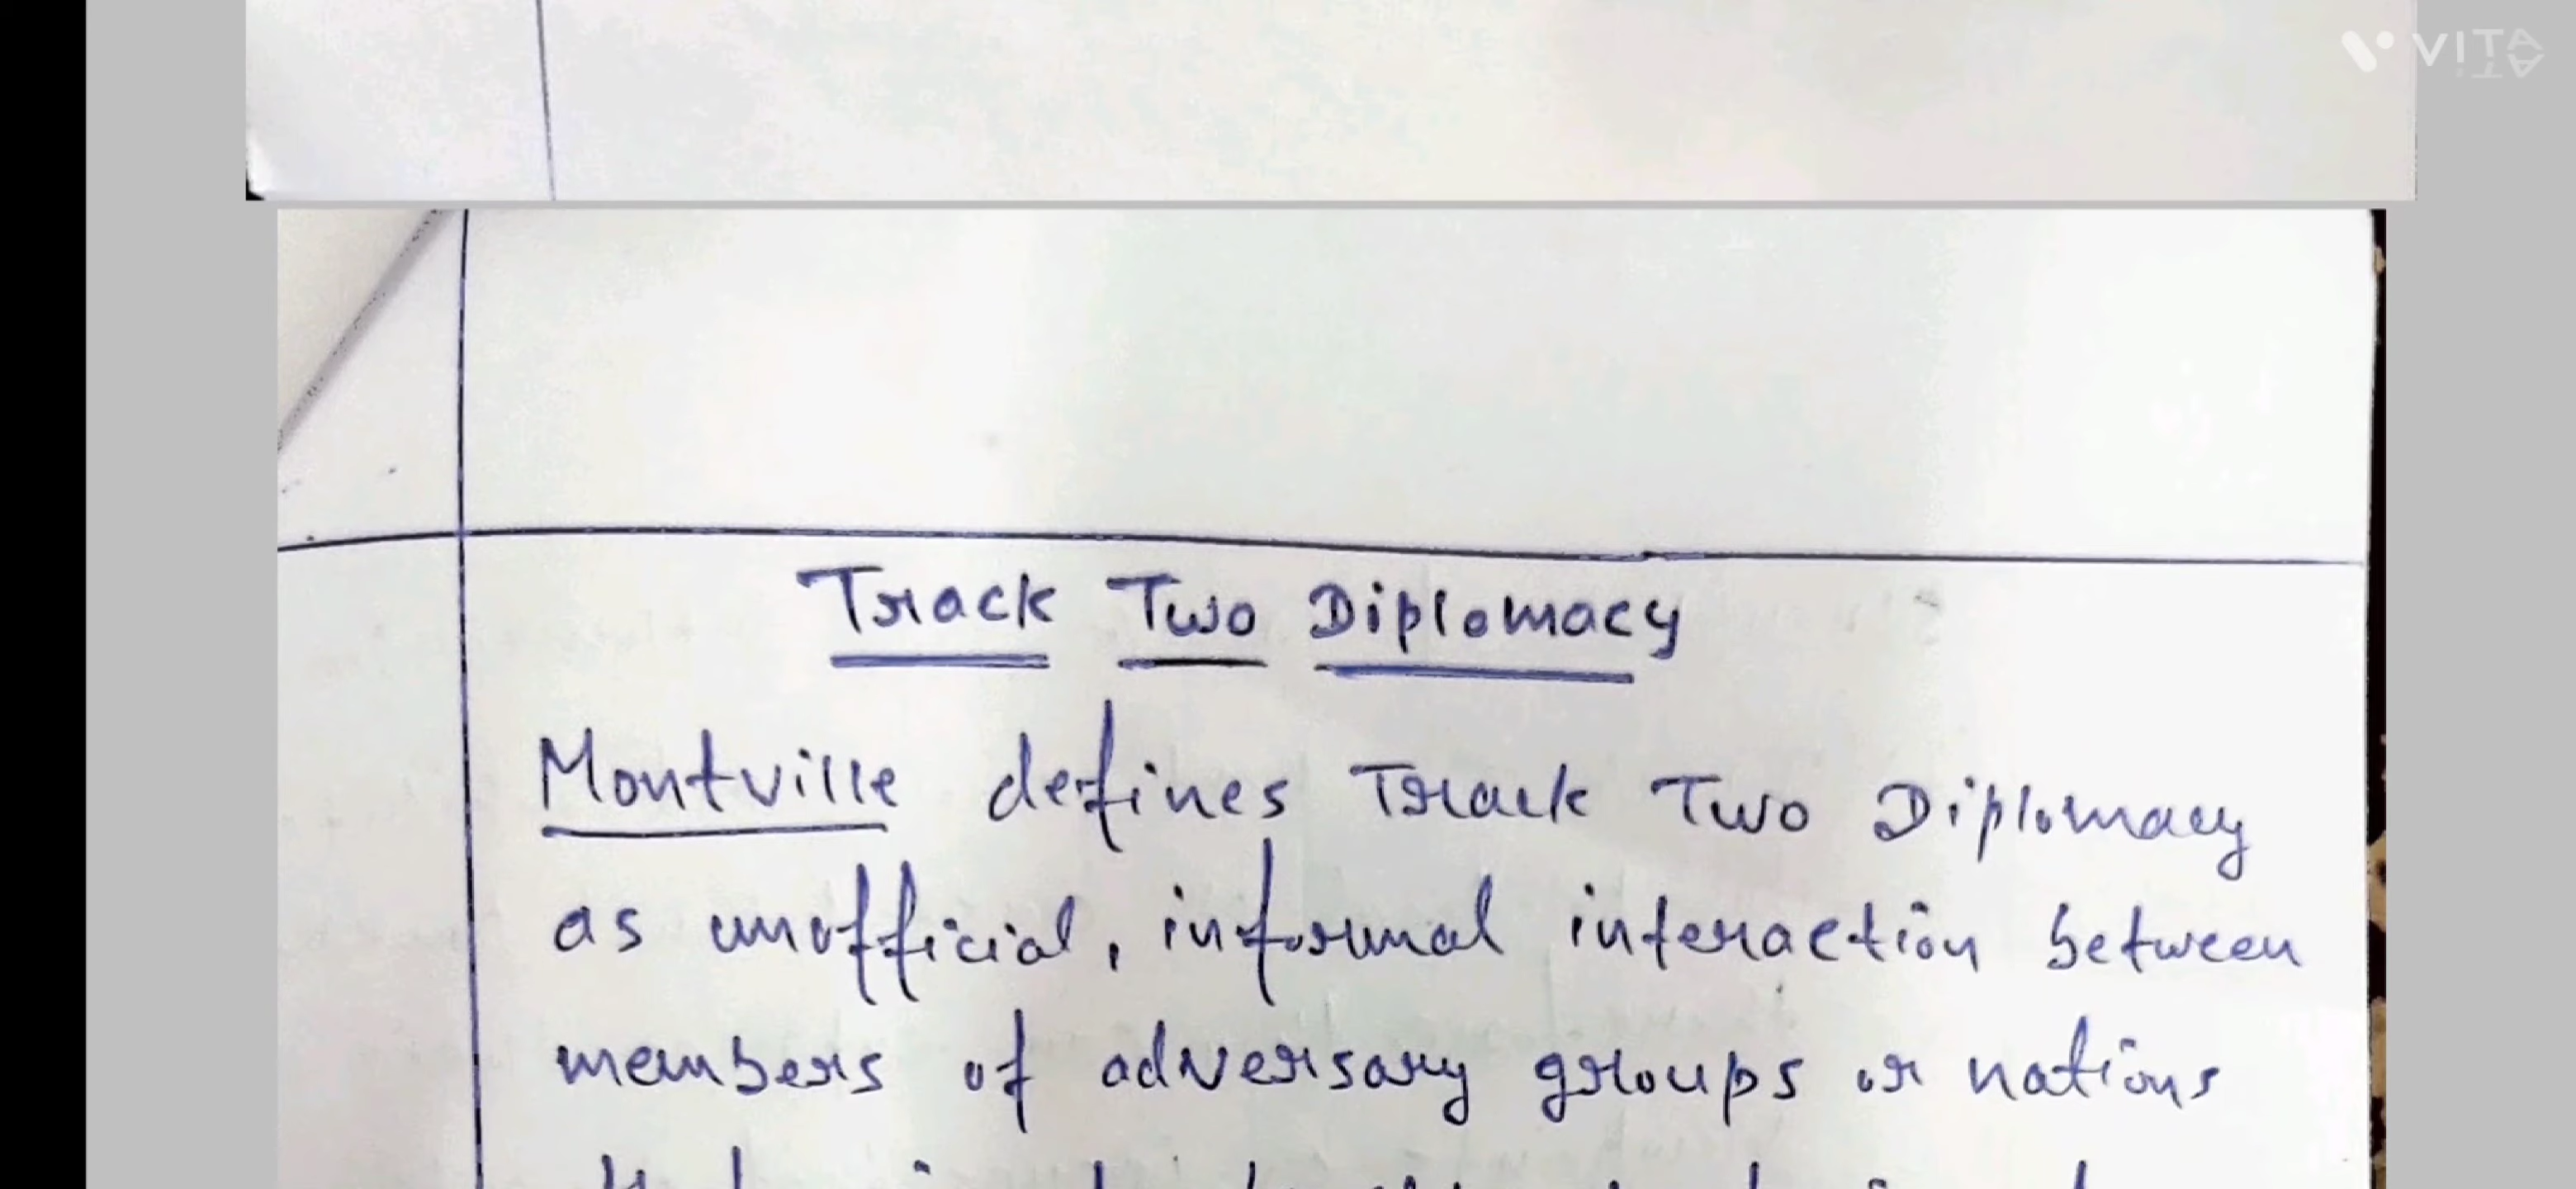 VITA
Track Two Diplomacy
Montville defines Track Two Diplomacy
as unofficial, informal interaction between
members of adversary groups or nations